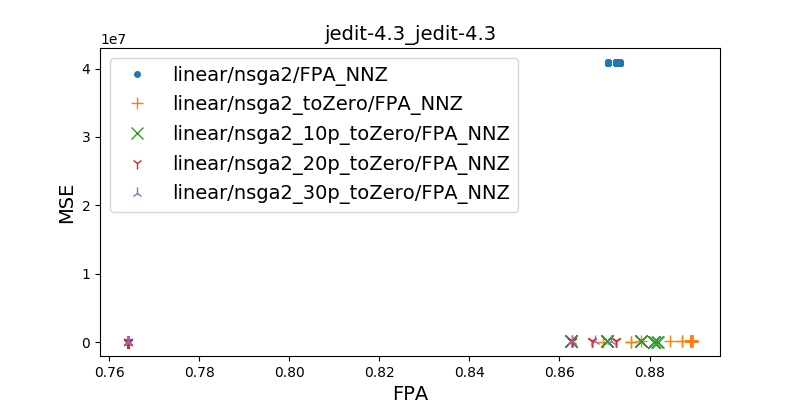 jedit-4.3_jedit-4.3
1e7
linear/nsga2/FPA_NNZ
linear/nsga2_toZero/FPA_NNZ
linear/nsga2_10p_toZero/FPA_NNZ
linear/nsga2_20p_toZero/FPA_NNZ
linear/nsga2_30p_toZero/FPA_NNZ
4
3
2
1
0
MSE
0.76 0.78 0.80 0.82 0.84 0.86 0.88
FPA